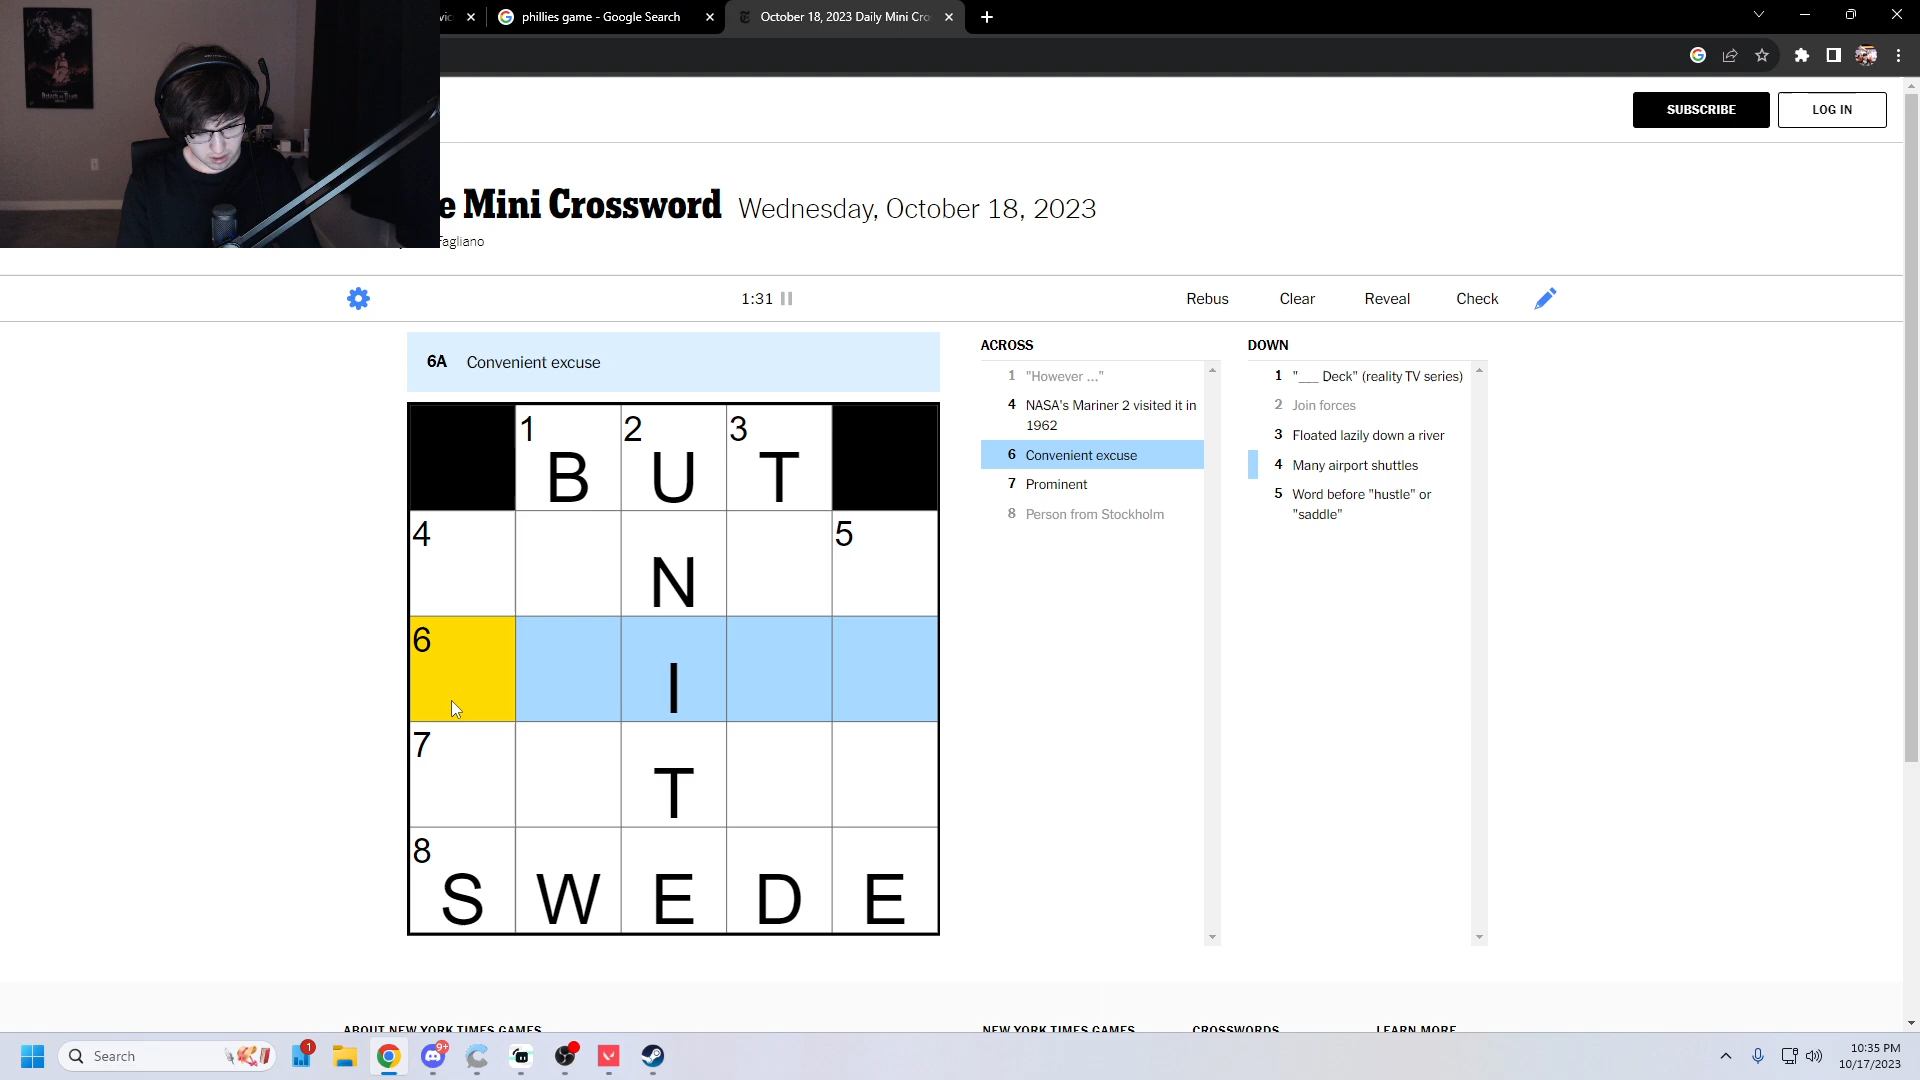 phillies game - Google Search
October 18, 2023 Daily Mini Cro
SUBSCRIBE
LOG IN
e Mini Crossword Wednesday, October 18, 2023
Fagliano
1:31
Rebus
Clear
Reveal
Check
6A Convenient excuse
1 B
2 U
3 T
4
N
5
6
I
7
T
8 S W E D E
ACROSS
1 "However ..."
4 NASA's Mariner 2 visited it in
1962
6 Convenient excuse
7 Prominent
8 Person from Stockholm
DOWN
1 "___ Deck" (reality TV series)
2 Join forces
3 Floated lazily down a river
4 Many airport shuttles
5 Word before "hustle" or
"saddle"
ABOUT NEW YORK TIMES GAMES
NEW YORK TIMES GAMES
CROSSWORDS
LEARN MORE
Search
1
9+
10:35 PM
10/17/2023